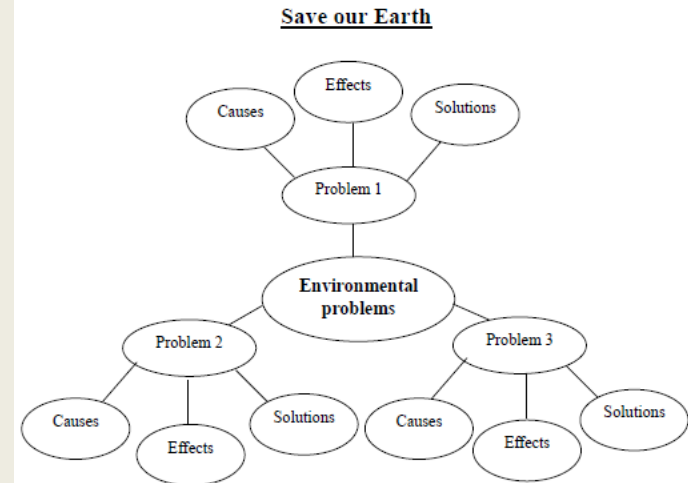 Save our Earth
Effects
Causes
Solutions
Problem 1
Environmental
problems
Problem 2
Problem 3
Causes
Effects
Solutions
Causes
Effects
Solutions